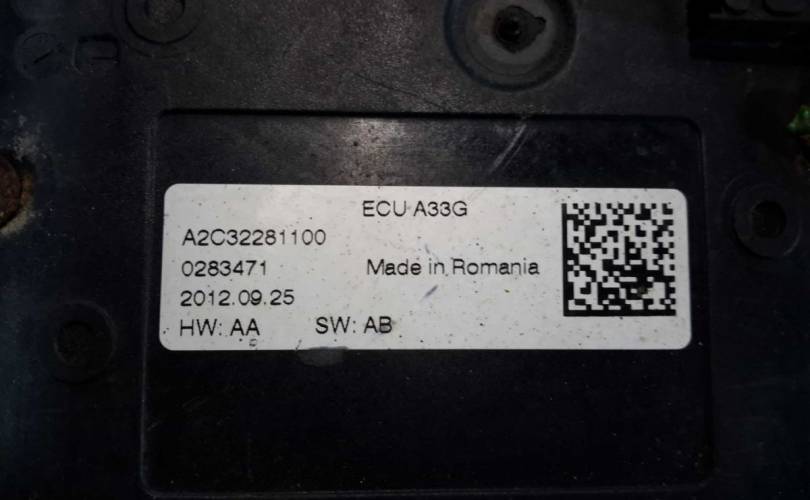 ECU A33G
A2C32281100
0283471 Made in Romania
2012.09.25
HW: AA SW: AB